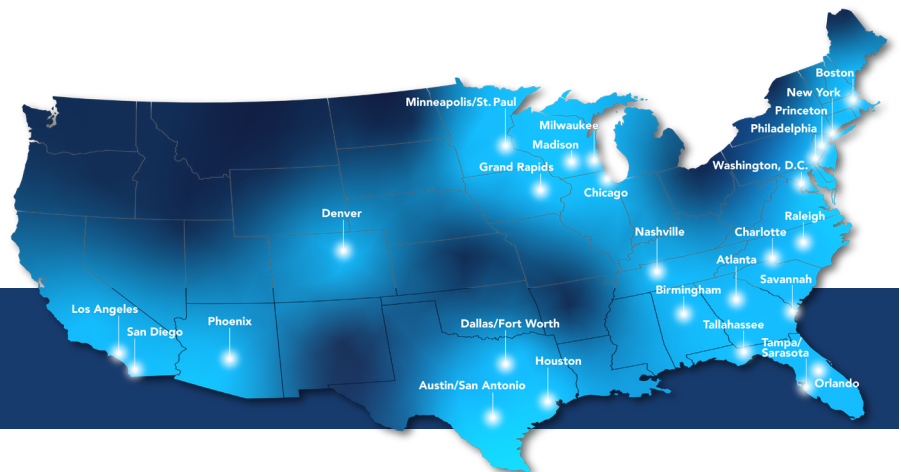 Boston
New York
Minneapolis/St. Paul
Princeton
Milwaukee
Philadelphia
Madison
Grand Rapids
Washington, D.C.
Chicago
Denver
Raleigh
Nashville
Charlotte
Atlanta
Savannah
Birmingham
Los Angeles
Phoenix
San Diego
Dallas/Fort Worth
Tallahassee
Tampa/
Sarasota
Houston
Austin/San Antonio
Orlando